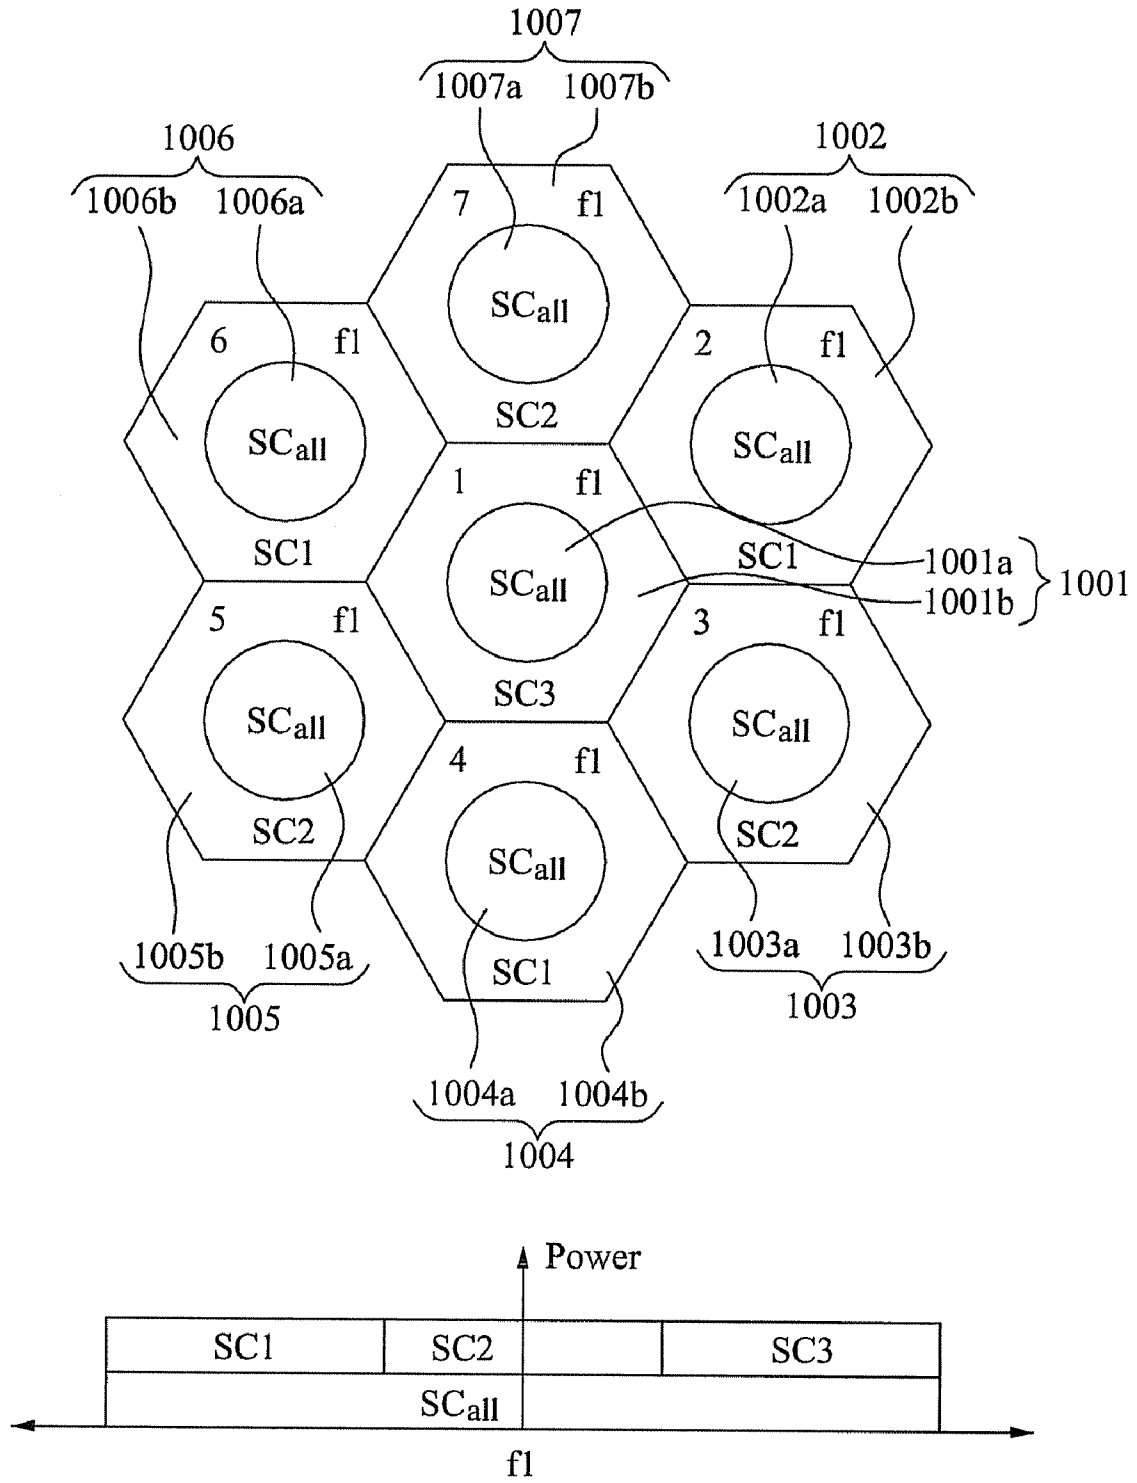 1007
1007a 1007b
1006
1002
1006b 1006a
1002a 1002b
7 f1
SCall
SC2
6 f1
SCall
SC1
2 f1
SCall
SC1
1 f1
SCall
SC3
1001a
1001b
1001
5 f1
SCall
SC2
3 f1
SCall
SC2
4 f1
SCall
SC1
1005b 1005a
1005
1003a 1003b
1003
1004a 1004b
1004
Power
SC1 SC2 SC3
SCall
f1